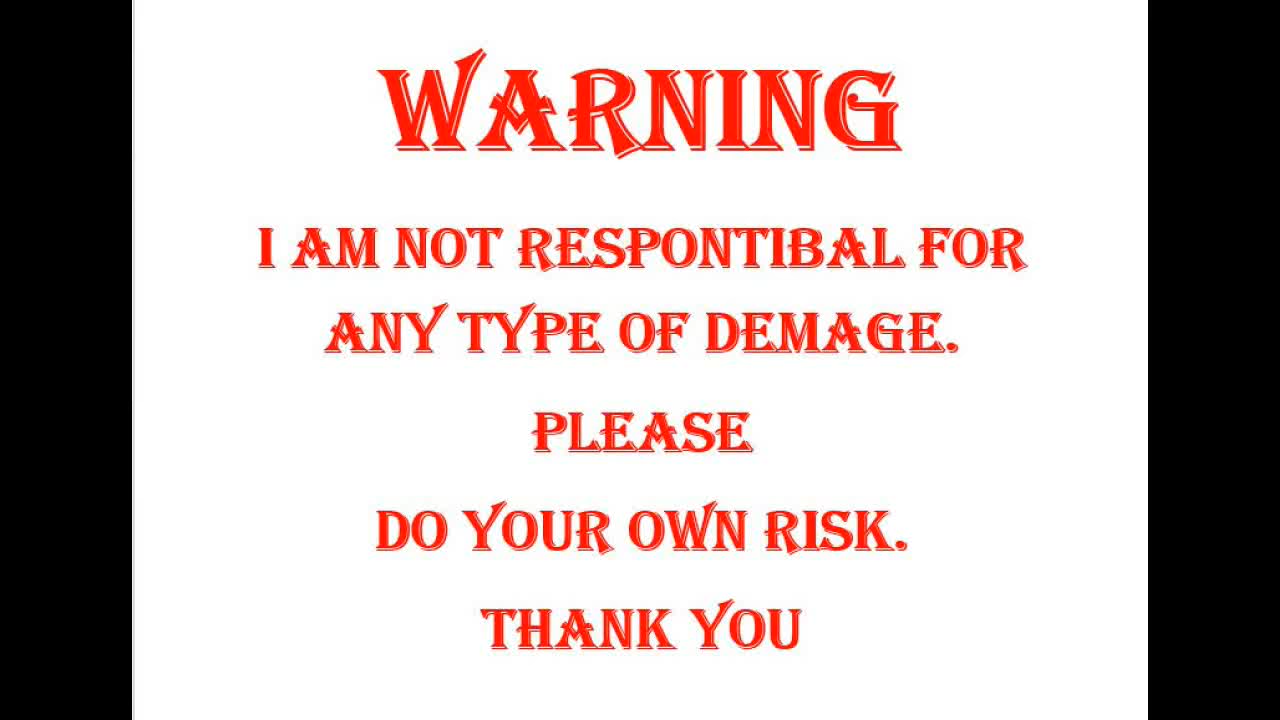 WARNING
I AM NOT RESPONTIBAL FOR
ANY TYPE OF DEMAGE.
PLEASE
DO YOUR OWN RISK.
THANK YOU